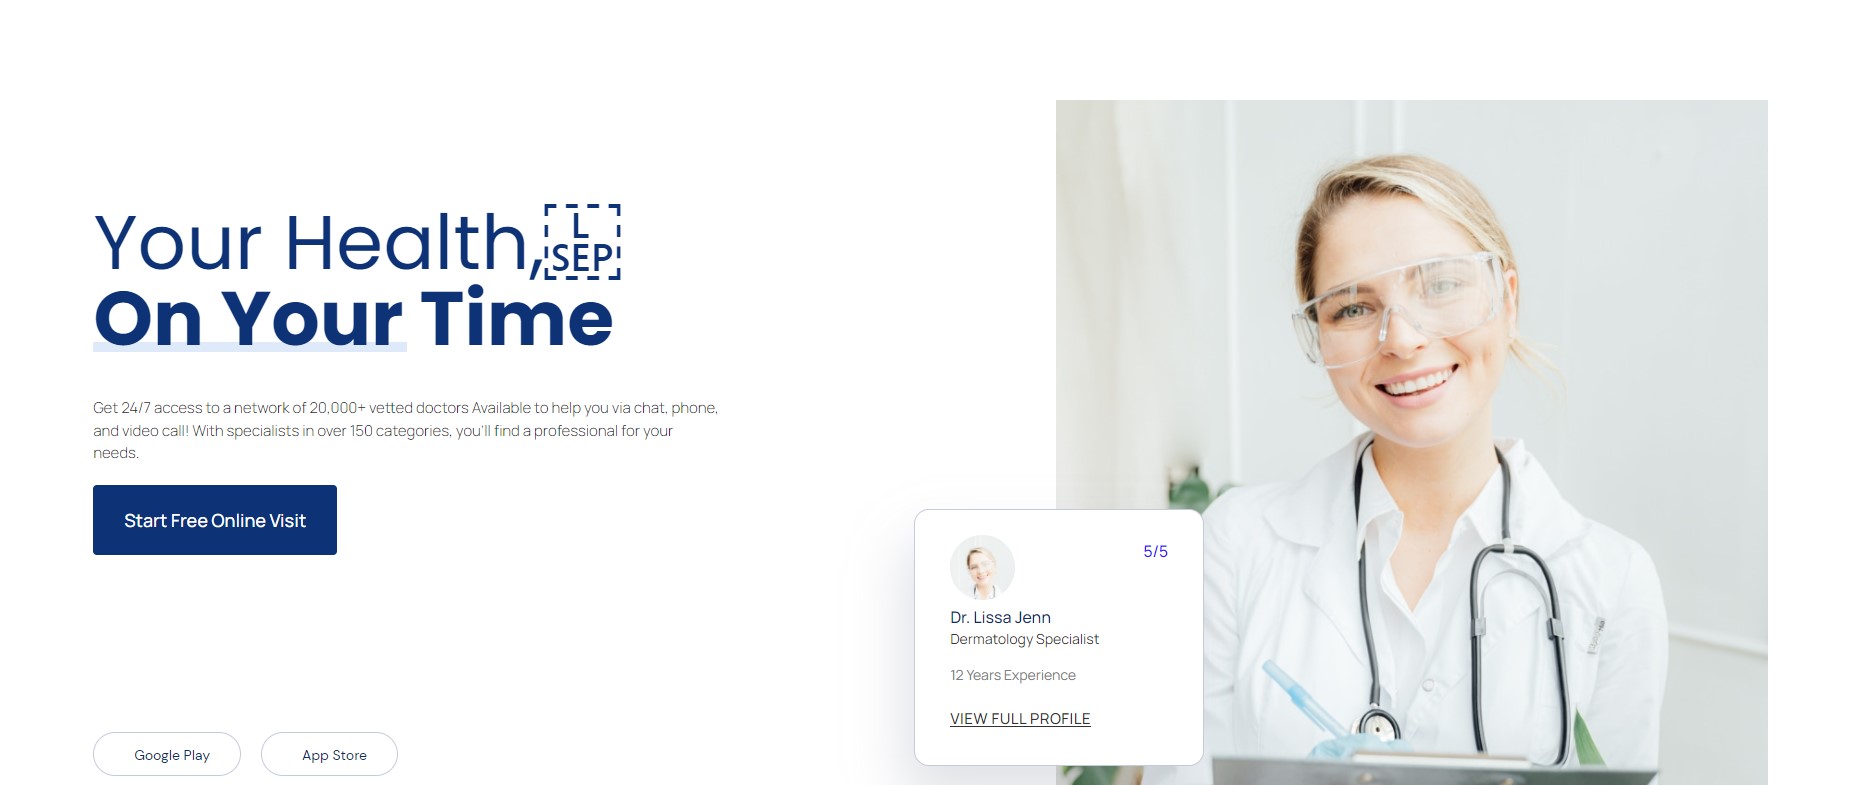 Your Health,
L
SEP
On Your Time
Get 24/7 access to a network of 20,000+ vetted doctors Available to help you via chat, phone,
and video call! With specialists in over 150 categories, you'll find a professional for your
needs.
Start Free Online Visit
5/5
Dr. Lissa Jenn
Dermatology Specialist
12 Years Experience
VIEW FULL PROFILE
Google Play
App Store